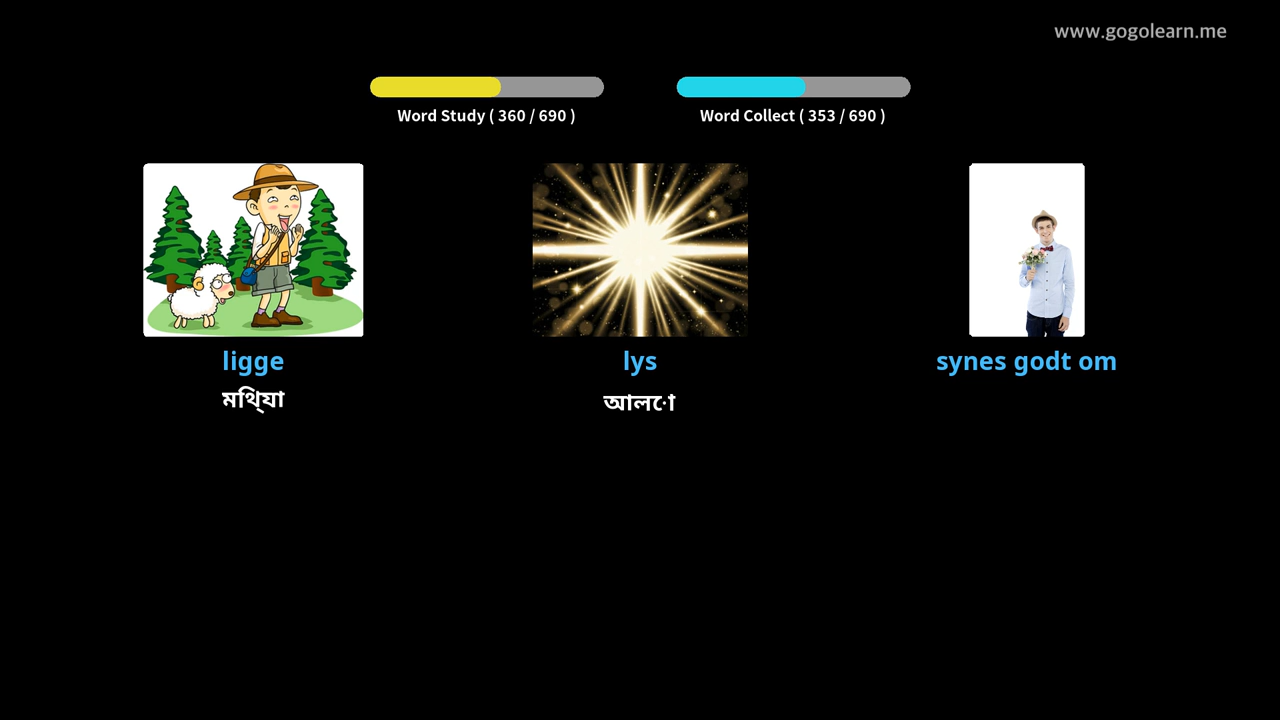 www.gogolearn.me
Word Study ( 360 / 690 )
Word Collect ( 353 / 690 )
ligge
lys
synes godt om
মিথ্যা
আলো